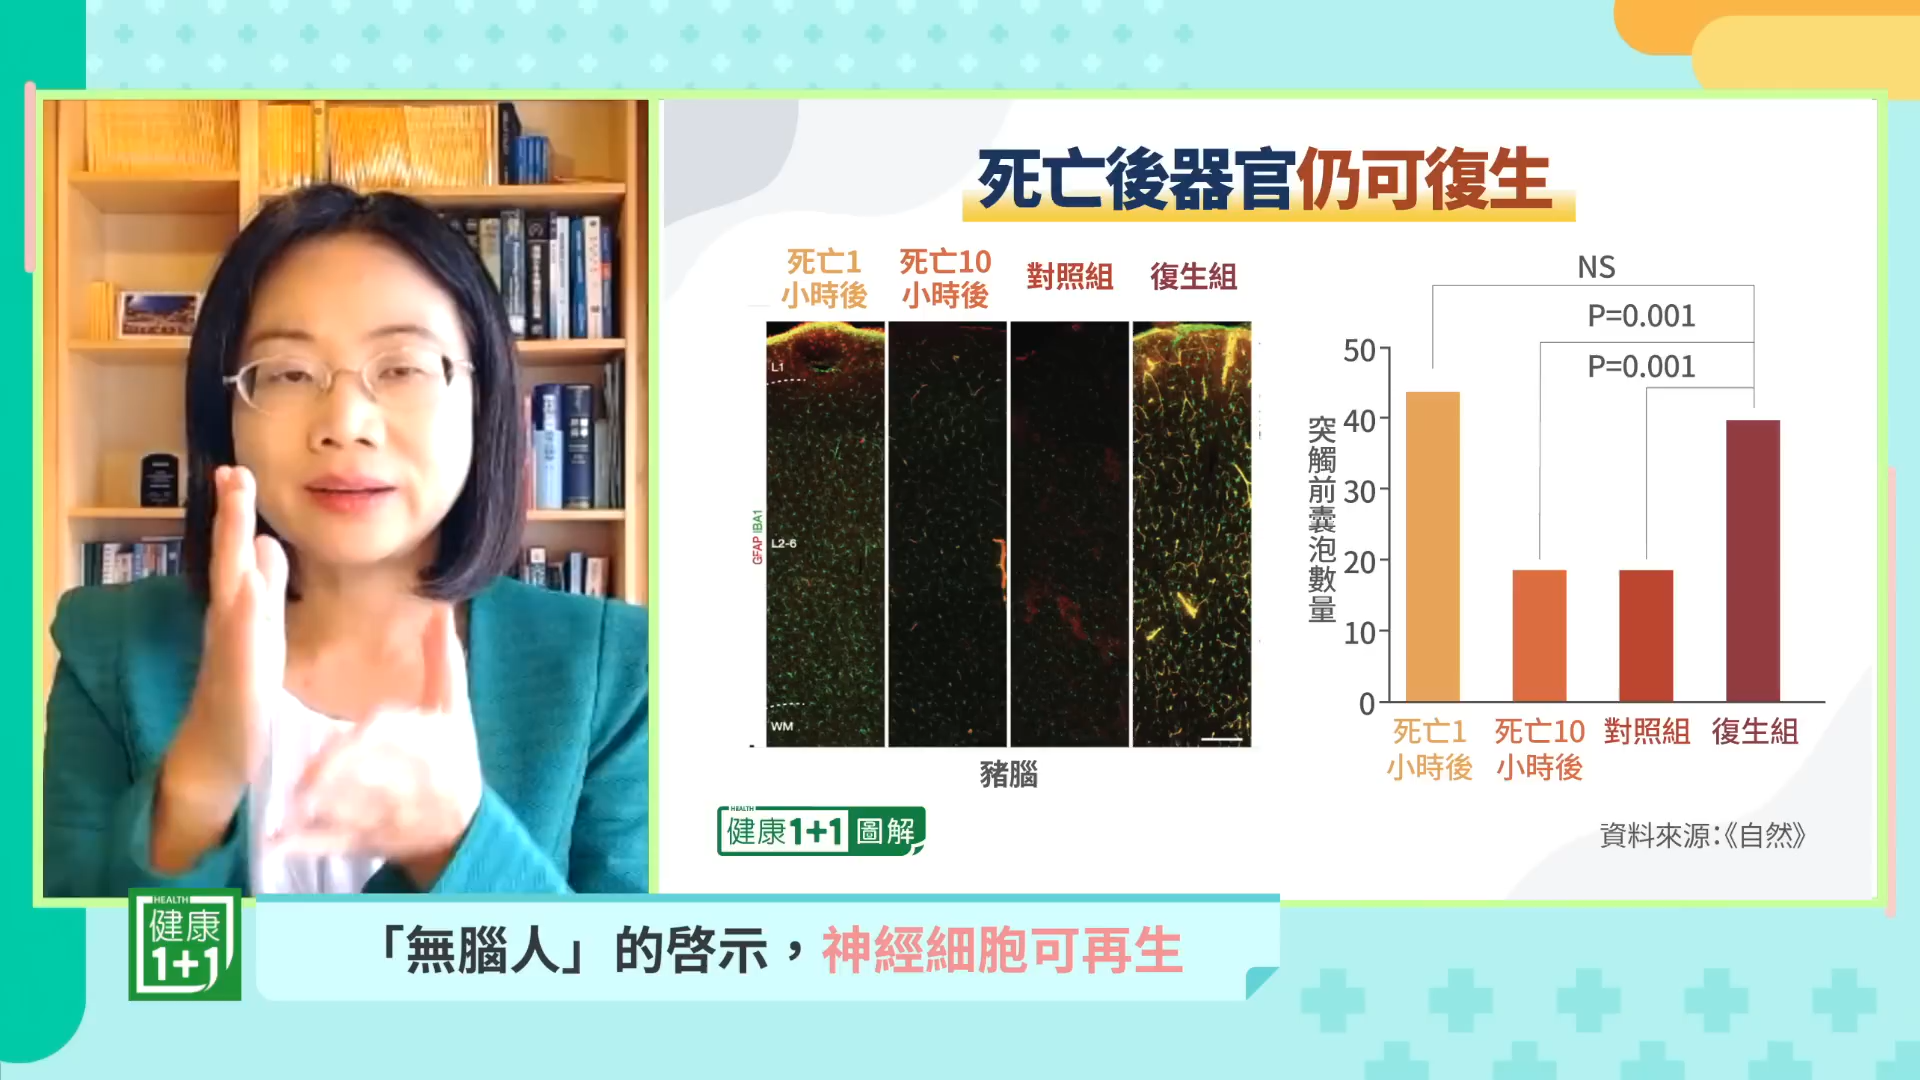 死亡後器官仍可復生
死亡1
小時後
死亡10
小時後
對照組
復生組
L1
L2-6
WM
GFAP IBA1
豬腦
NS
P=0.001
P=0.001
突觸前囊泡數量
50
40
30
20
10
0
死亡1
小時後
死亡10
小時後
對照組
復生組
HEALTH
健康1+1圖解
資料來源:《自然》
HEALTH
健康
1+1
「無腦人」的啓示，神經細胞可再生